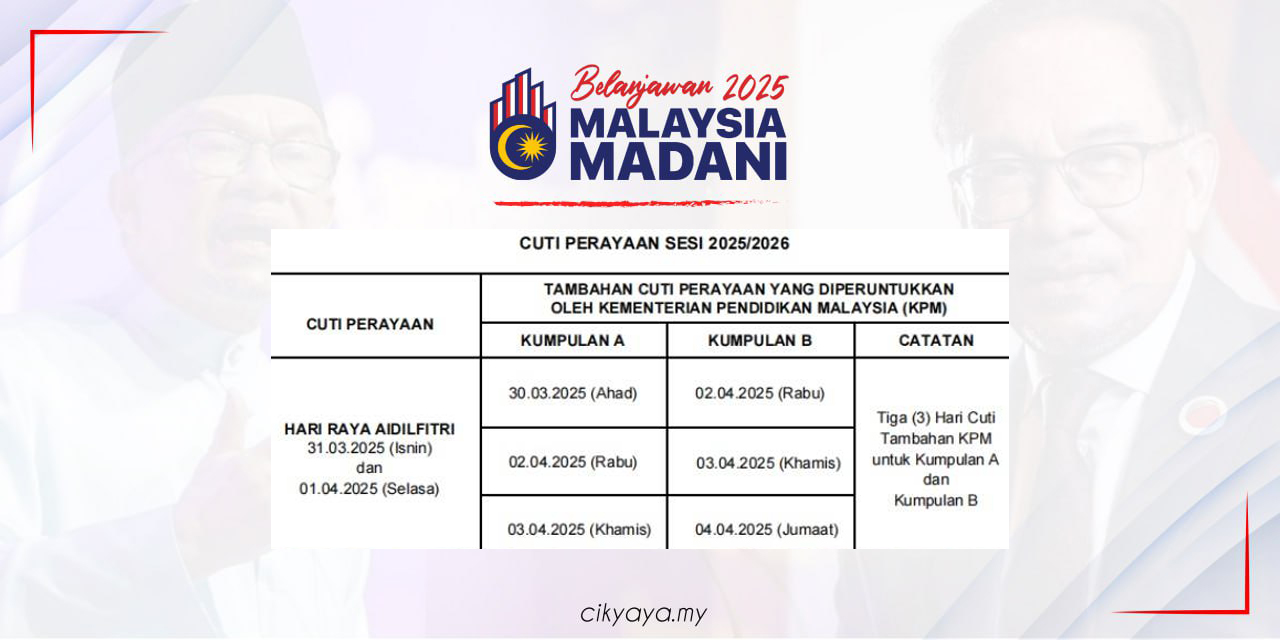 Belanjawan 2025
MALAYSIA
MADANI
CUTI PERAYAAN SESI 2025/2026
CUTI PERAYAAN
TAMBAHAN CUTI PERAYAAN YANG DIPERUNTUKKAN
OLEH KEMENTERIAN PENDIDIKAN MALAYSIA (KPM)
KUMPULAN A
KUMPULAN B
CATATAN
HARI RAYA AIDILFITRI
31.03.2025 (Isnin)
dan
01.04.2025 (Selasa)
30.03.2025 (Ahad)
02.04.2025 (Rabu)
02.04.2025 (Rabu)
03.04.2025 (Khamis)
03.04.2025 (Khamis)
04.04.2025 (Jumaat)
Tiga (3) Hari Cuti
Tambahan KPM
untuk Kumpulan A
dan
Kumpulan B
cikyaya.my